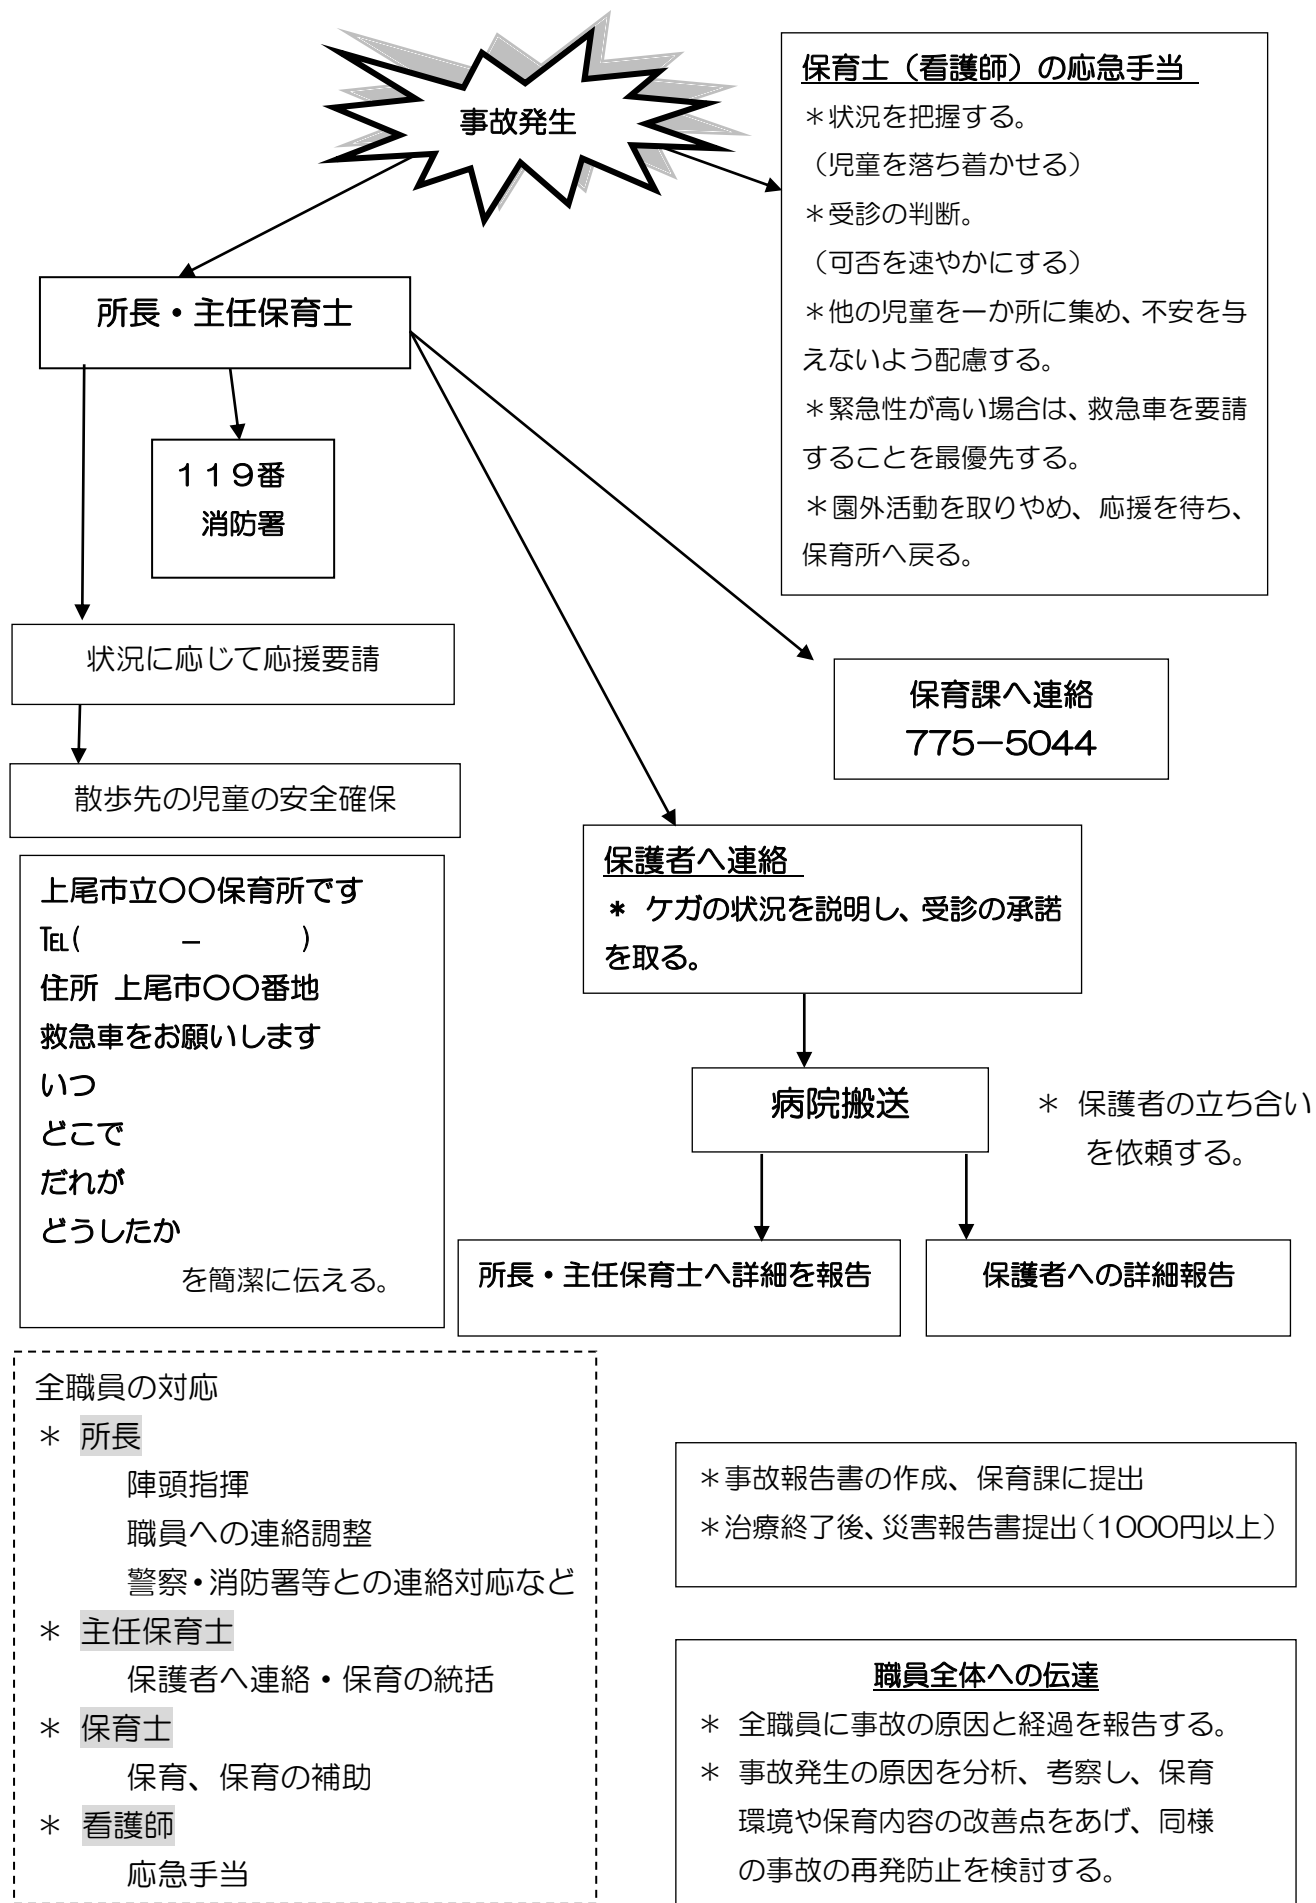 事故発生
保育士（看護師）の応急手当
＊状況を把握する。
（児童を落ち着かせる）
＊受診の判断。
（可否を速やかにする）
＊他の児童を一か所に集め、不安を与
えないよう配慮する。
＊緊急性が高い場合は、救急車を要請
することを最優先する。
＊園外活動を取りやめ、応援を待ち、
保育所へ戻る。
所長・主任保育士
１１９番
消防署
状況に応じて応援要請
散歩先の児童の安全確保
保育課へ連絡
775－5044
保護者へ連絡
＊ ケガの状況を説明し、受診の承諾
を取る。
上尾市立〇〇保育所です
℡（　　　－　　　）
住所 上尾市〇〇番地
救急車をお願いします
いつ
どこで
だれが
どうしたか
を簡潔に伝える。
病院搬送
＊ 保護者の立ち合い
を依頼する。
所長・主任保育士へ詳細を報告
保護者への詳細報告
全職員の対応
＊ 所長
陣頭指揮
職員への連絡調整
警察・消防署等との連絡対応など
＊ 主任保育士
保護者へ連絡・保育の統括
＊ 保育士
保育、保育の補助
＊ 看護師
応急手当
＊事故報告書の作成、保育課に提出
＊治療終了後、災害報告書提出（1000円以上）
職員全体への伝達
＊ 全職員に事故の原因と経過を報告する。
＊ 事故発生の原因を分析、考察し、保育
環境や保育内容の改善点をあげ、同様
の事故の再発防止を検討する。